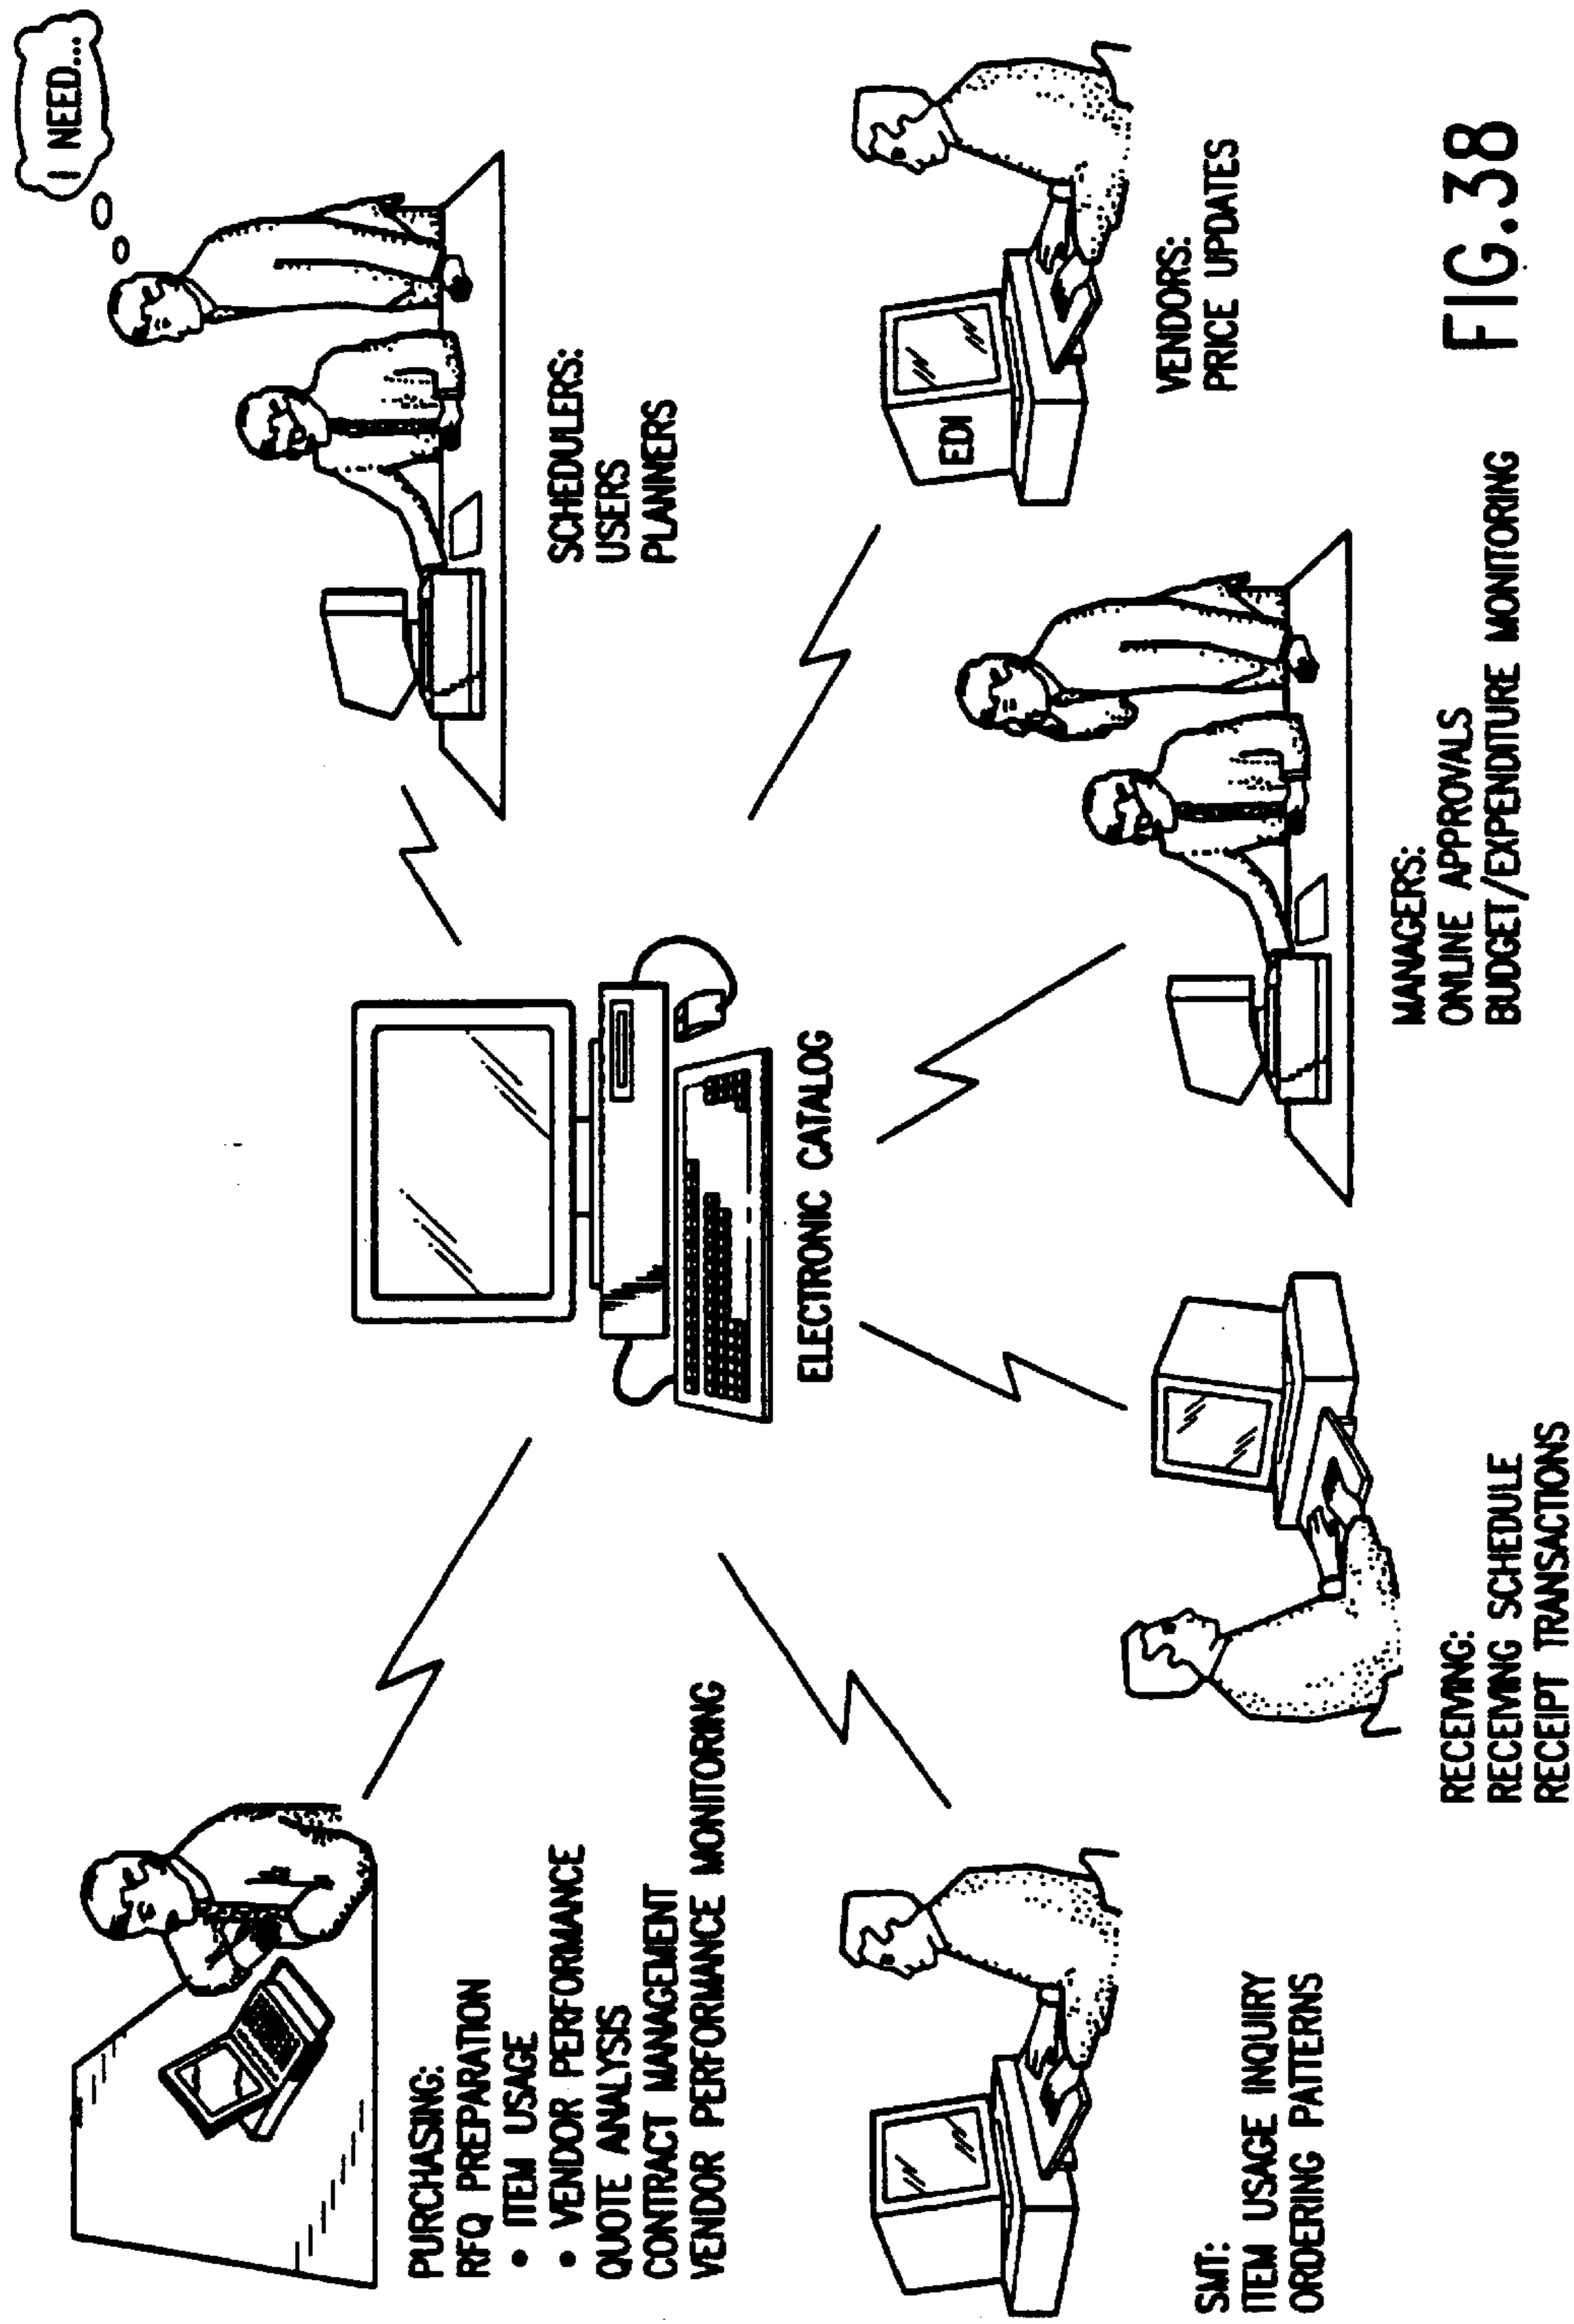 I NEED...
PURCHASING:
RFQ PREPARATION
• ITEM USAGE
• VENDOR PERFORMANCE
QUOTE ANALYSIS
CONTRACT MANAGEMENT
VENDOR PERFORMANCE MONITORING
ELECTRONIC CATALOG
SCHEDULERS:
USERS
PLANNERS
SMT:
ITEM USAGE INQUIRY
ORDERING PATTERNS
RECEIVING:
RECEIVING SCHEDULE
RECEIPT TRANSACTIONS
MANAGERS:
ONLINE APPROVALS
BUDGET/EXPENDITURE MONITORING
EDI
VENDORS:
PRICE UPDATES
FIG.38